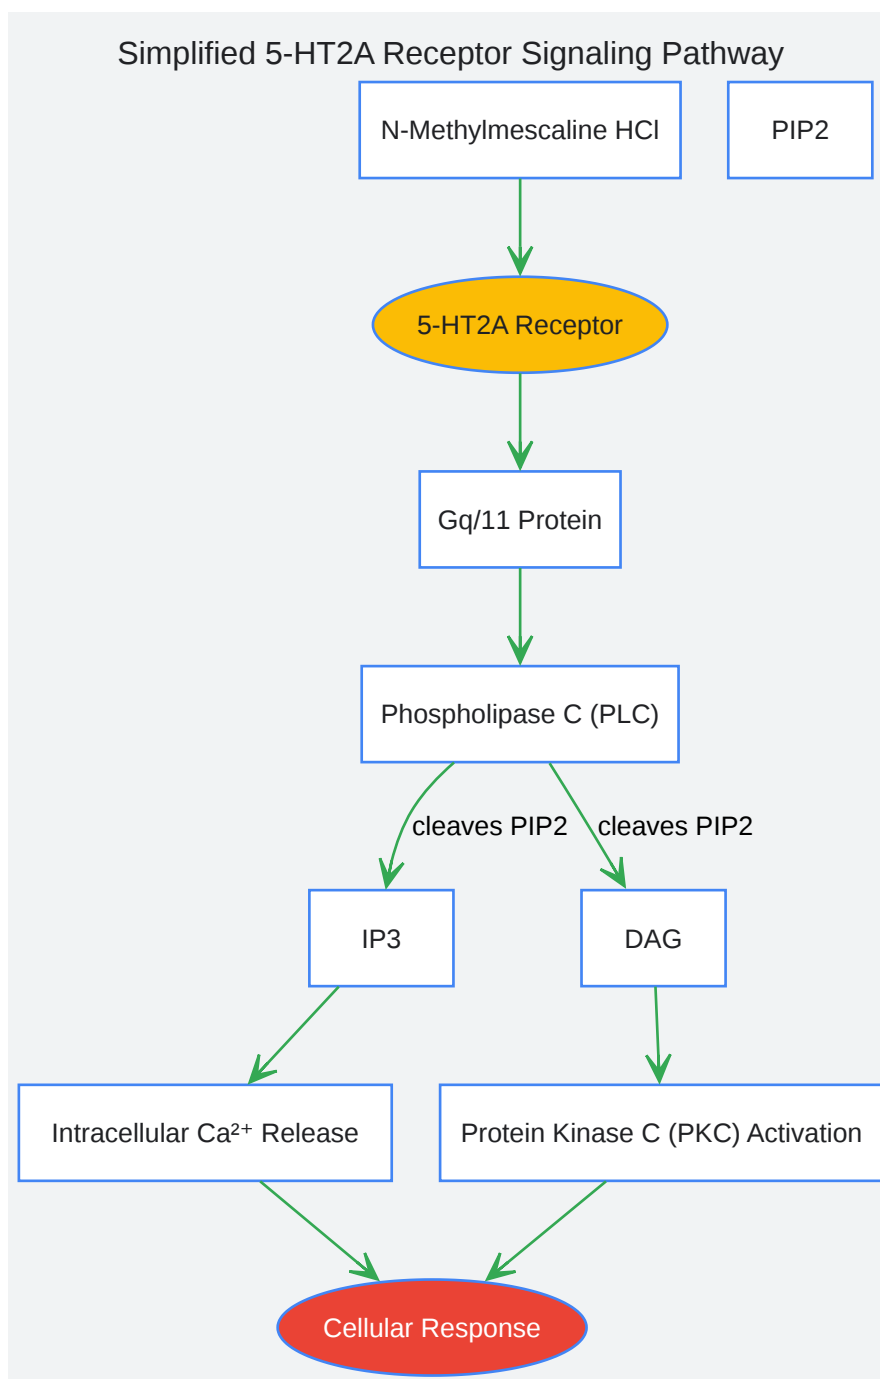 Simplified 5-HT2A Receptor Signaling Pathway
N-Methylmescaline HCl
PIP2
5-HT2A Receptor
Gq/11 Protein
Phospholipase C (PLC)
cleaves PIP2
cleaves PIP2
IP3
DAG
Intracellular Ca²⁺ Release
Protein Kinase C (PKC) Activation
Cellular Response